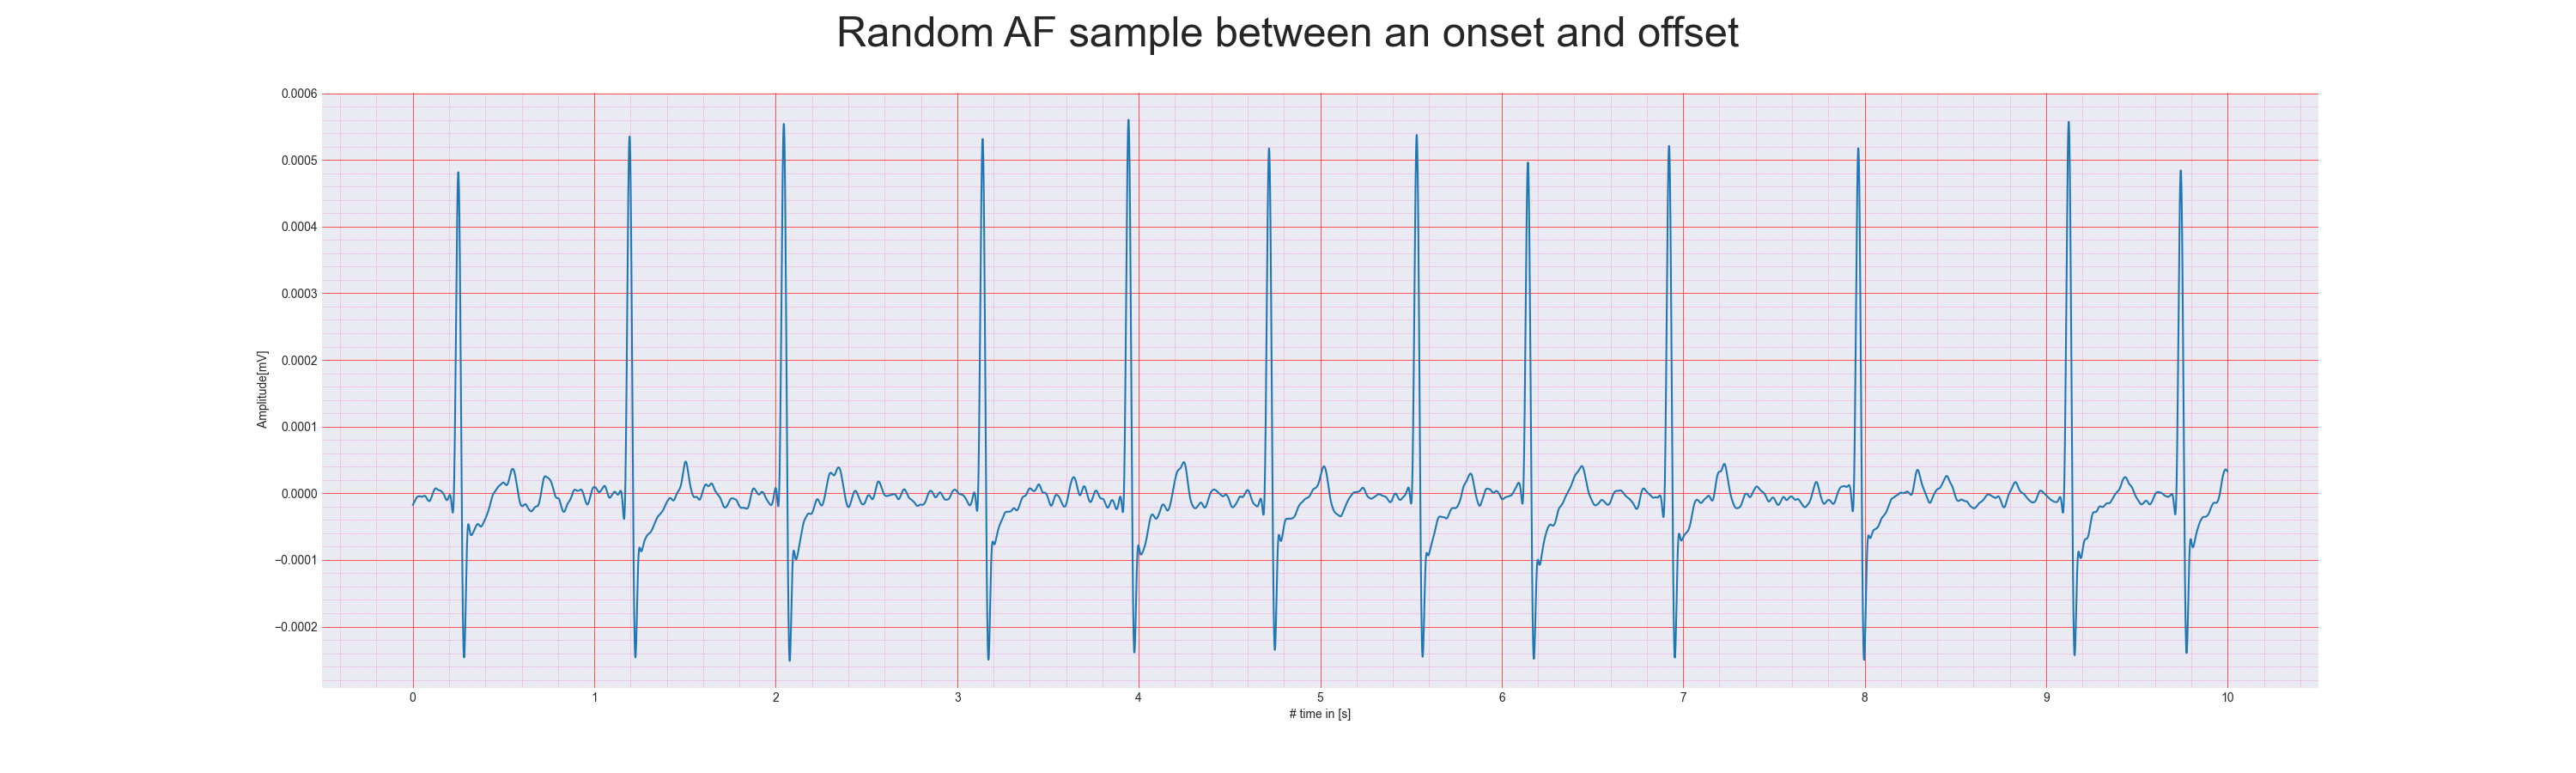 Random AF sample between an onset and offset
0.0006
0.0005
0.0004
0.0003
0.0002
0.0001
0.0000
−0.0001
−0.0002
Amplitude[mV]
0 1 2 3 4 5 6 7 8 9 10
# time in [s]